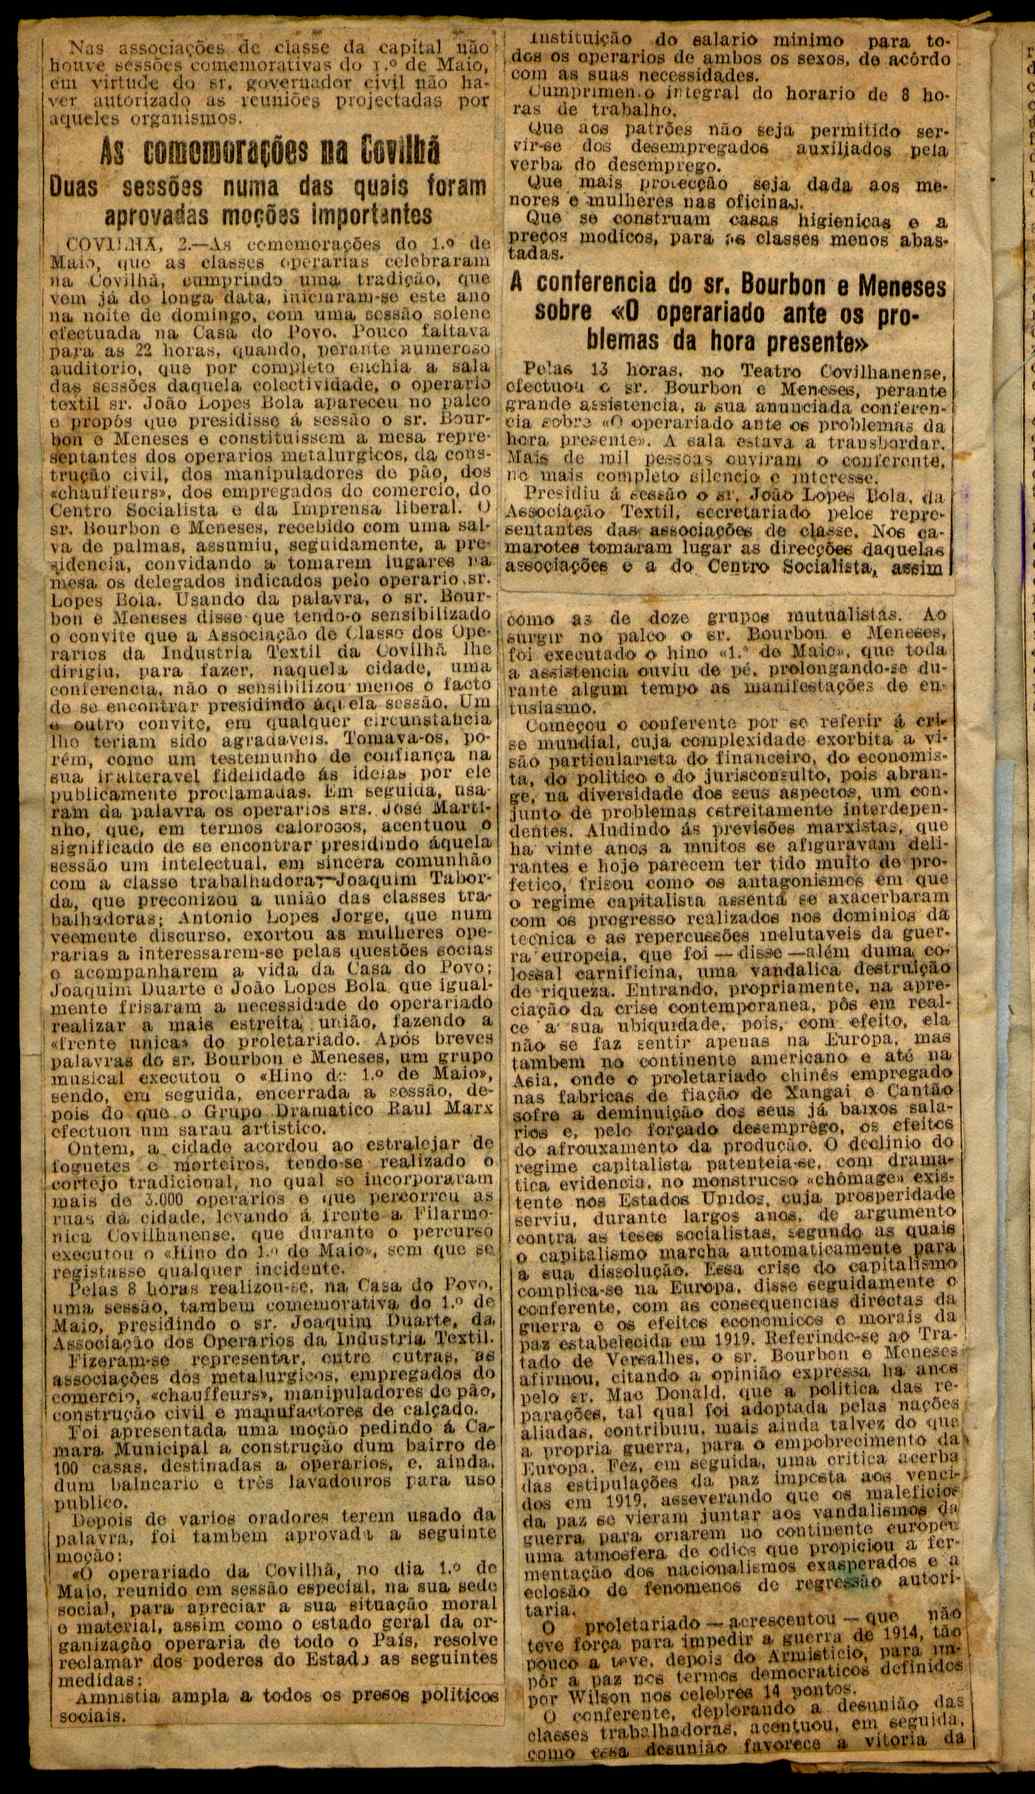 Nas associações de classe da capital não
houve sessões comemorativas do 1.º de Maio,
em virtude do sr. governador civil não ha-
ver autorizado as reuniões projectadas por
aqueles organismos.
As comemorações na Covilhã
Duas sessões numa das quais foram
aprovadas moções importantes
COVILHÃ, 2.—As comemorações do 1.º de
Maio, que as classes operarias celebraram
na Covilhã, cumprindo uma tradição, que
vem já de longa data, iniciaram-se este ano
na noite de domingo, com uma sessão solene
efectuada na Casa do Povo. Pouco faltava
para as 22 horas, quando, perante numeroso
auditorio, que por completo enchia a sala
das sessões daquela colectividade, o operario
textil sr. João Lopes Bola apareceu no palco
e propôs que presidisse á sessão o sr. Bour-
bon e Meneses e constituissem a mesa repre-
sentantes dos operarios metalurgicos, da cons-
trução civil, dos manipuladores de pão, dos
«chauffeurs», dos empregados do comercio, do
Centro Socialista e da Imprensa liberal. O
sr. Bourbon e Meneses, recebido com uma sal-
va de palmas, assumiu, seguidamente, a pre-
sidencia, convidando a tomarem lugares na
mesa os delegados indicados pelo operario sr.
Lopes Bola. Usando da palavra, o sr. Bour-
bon e Meneses disse que tendo-o sensibilizado
o convite que a Associação de Classe dos Ope-
rarios da Industria Textil da Covilhã lhe
dirigiu, para fazer, naquela cidade, uma
conferencia, não o sensibilizou menos o facto
de se encontrar presidindo áquela sessão. Um
e outro convite, em qualquer circunstancia
lhe teriam sido agradaveis. Tomava-os, po-
rém, como um testemunho de confiança na
sua inalteravel fidelidade ás ideias por ele
publicamente proclamadas. Em seguida, usa-
ram da palavra os operarios srs. José Marti-
nho, que, em termos calorosos, acentuou o
significado de se encontrar presidindo áquela
sessão um intelectual, em sincera comunhão
com a classe trabalhadora; Joaquim Tabor-
da, que preconizou a união das classes tra-
balhadoras; Antonio Lopes Jorge, que num
veemente discurso, exortou as mulheres ope-
rarias a interessarem-se pelas questões socias
e acompanharem a vida da Casa do Povo;
Joaquim Duarte e João Lopes Bola, que igual-
mente frisaram a necessidade do operariado
realizar a mais estreita união, fazendo a
«frente unica» do proletariado. Após breves
palavras do sr. Bourbon e Meneses, um grupo
musical executou o «Hino de 1.º de Maio»,
sendo, em seguida, encerrada a sessão, de-
pois do que o Grupo Dramatico Raul Marx
efectuou um sarau artistico.
Ontem, a cidade acordou ao estralejar de
foguetes e morteiros, tendo-se realizado o
cortejo tradicional, no qual se incorporaram
mais de 3.000 operarios e que percorreu as
ruas da cidade, levando á frente a Filarmo-
nica Covilhanense, que durante o percurso
executou o «Hino do 1.º de Maio», sem que se
registasse qualquer incidente.
Pelas 8 horas realizou-se, na Casa do Povo,
uma sessão, tambem comemorativa do 1.º de
Maio, presidindo o sr. Joaquim Duarte, da
Associação dos Operarios da Industria Textil.
Fizeram-se representar, entre outras, as
associações dos metalurgicos, empregados do
comercio, «chauffeurs», manipuladores de pão,
construção civil e manufactores de calçado.
Foi apresentada uma moção pedindo á Ca-
mara Municipal a construção dum bairro de
100 casas, destinadas a operarios, e, ainda,
dum balneario e três lavadouros para uso
publico.
Depois de varios oradores terem usado da
palavra, foi tambem aprovada a seguinte
moção:
«O operariado da Covilhã, no dia 1.º de
Maio, reunido em sessão especial, na sua sede
social, para apreciar a sua situação moral
e material, assim como o estado geral da or-
ganização operaria de todo o País, resolve
reclamar dos poderes do Estado as seguintes
medidas:
Amnistia ampla a todos os presos politicos
sociais.
Instituição do salario minimo para to-
dos os operarios de ambos os sexos, de acôrdo
com as suas necessidades.
Cumprimento integral do horario de 8 ho-
ras de trabalho.
Que aos patrões não seja permitido ser-
vir-se dos desempregados auxiliados pela
verba do desemprego.
Que mais protecção seja dada aos me-
nores e mulheres nas oficinas.
Que se construam casas higienicas e a
preços modicos, para as classes menos abas-
tadas.
A conferencia do sr. Bourbon e Meneses
sobre «O operariado ante os pro-
blemas da hora presente»
Pelas 13 horas, no Teatro Covilhanense,
efectuou o sr. Bourbon e Meneses, perante
grande assistencia, a sua anunciada conferen-
cia sobre «O operariado ante os problemas da
hora presente». A sala estava a transbordar.
Mais de mil pessoas ouviram o conferente,
no mais completo silencio e interesse.
Presidiu á sessão o sr. João Lopes Bola, da
Associação Textil, secretariado pelos repre-
sentantes das associações de classe. Nos ca-
marotes tomaram lugar as direcções daquelas
associações e a do Centro Socialista, assim
como as de doze grupos mutualistas. Ao
surgir no palco o sr. Bourbon e Meneses,
foi executado o hino «1.º de Maio», que toda
a assistencia ouviu de pé, prolongando-se du-
rante algum tempo as manifestações de en-
tusiasmo.
Começou o conferente por se referir á cri-
se mundial, cuja complexidade exorbita a vi-
são particularista do financeiro, do economis-
ta, do politico e do jurisconsulto, pois abran-
ge, na diversidade dos seus aspectos, um con-
junto de problemas estreitamente interdepen-
dentes. Aludindo ás previsões marxistas, que
ha vinte anos a muitos se afiguravam deli-
rantes e hoje parecem ter tido muito de pro-
fetico, frisou como os antagonismos em que
o regime capitalista assenta se axacerbaram
com os progresso realizados nos dominios da
tecnica e as repercussões inelutaveis da guer-
ra europeia, que foi — disse — além duma co-
lossal carnificina, uma vandalica destruição
de riqueza. Entrando, propriamente, na apre-
ciação da crise contemporanea, pôs em real-
ce a sua ubiquidade, pois, com efeito, ela
não se faz sentir apenas na Europa, mas
tambem no continente americano e até na
Asia, onde o proletariado chinês empregado
nas fabricas de fiação de Xangai e Cantão
sofre a deminuição dos seus já baixos sala-
rios e, pelo forçado desemprêgo, os efeitos
do afrouxamento da produção. O declinio do
regime capitalista patenteia-se, com drama-
tica evidencia, no monstruoso «chômage» exis-
tente nos Estados Unidos, cuja prosperidade
serviu, durante largos anos, de argumento
contra as teses socialistas, segundo as quais
o capitalismo marcha automaticamente para
a sua dissolução. Essa crise do capitalismo
complica-se na Europa, disse seguidamente o
conferente, com as consequencias directas da
guerra e os efeitos economicos e morais da
paz estabelecida em 1919. Referindo-se ao Tra-
tado de Versalhes, o sr. Bourbon e Meneses
afirmou, citando a opinião expressa ha anos
pelo sr. Mac Donald, que a politica das re-
parações, tal qual foi adoptada pelas nações
aliadas, contribuiu, mais ainda talvez do que
a propria guerra, para o empobrecimento da
Europa. Fez, em seguida, uma critica acerba
das estipulações da paz imposta aos venci-
dos em 1919, asseverando que os maleficios
da paz se vieram juntar aos vandalismos da
guerra para criarem no continente europeu
uma atmosfera de odios que propiciou a fer-
mentação dos nacionalismos exasperados e a
eclosão de fenomenos de regressão autori-
taria.
O proletariado — acrescentou — que não
teve força para impedir a guerra de 1914, tão
pouco a teve, depois do Armisticio, para im-
pôr a paz nos termos democraticos definidos
por Wilson nos celebres 14 pontos.
O conferente, deplorando a desunião das
classes trabalhadoras, acentuou, em seguida,
como essa desunião favorece a vitoria da